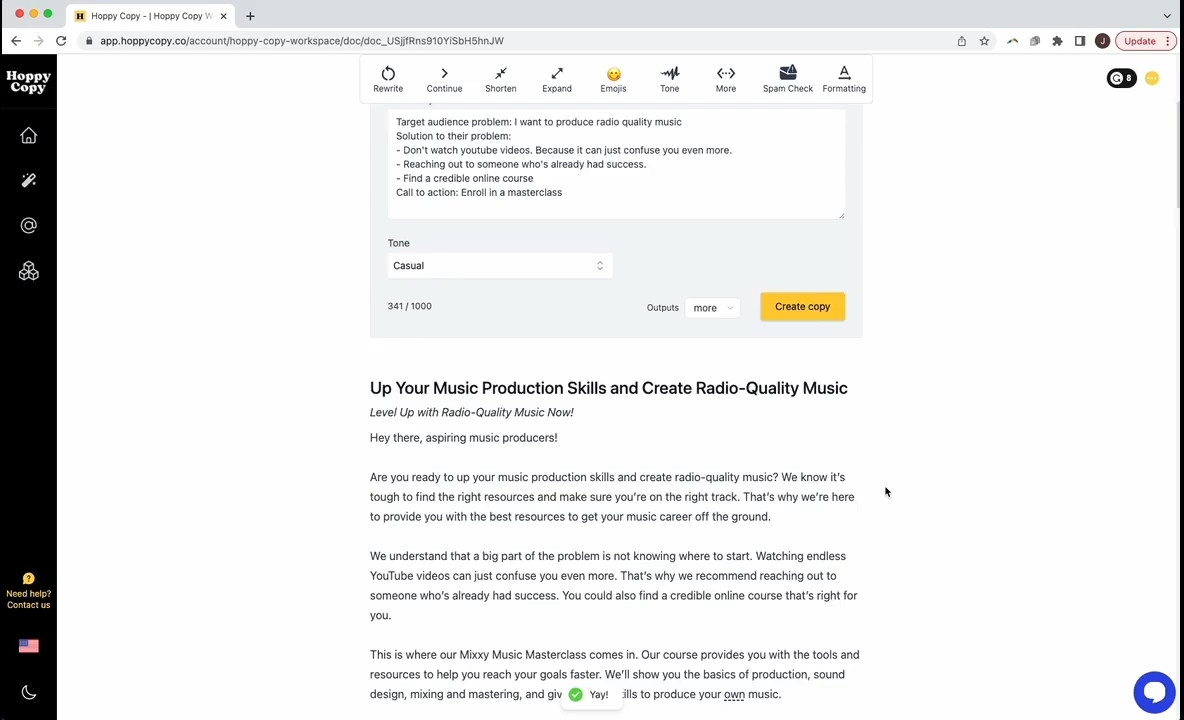 Hoppy Copy - | Hoppy Copy W
app.hoppycopy.co/account/hoppy-copy-workspace/doc/doc_USjjfRns910YiSbH5hnJW
J
Update
Hoppy
Copy
Rewrite
Continue
Shorten
Expand
Emojis
Tone
More
Spam Check
Formatting
8
Target audience problem: I want to produce radio quality music
Solution to their problem:
- Don't watch youtube videos. Because it can just confuse you even more.
- Reaching out to someone who's already had success.
- Find a credible online course
Call to action: Enroll in a masterclass
Tone
Casual
341 / 1000
Outputs
more
Create copy
Up Your Music Production Skills and Create Radio-Quality Music
Level Up with Radio-Quality Music Now!
Hey there, aspiring music producers!
Are you ready to up your music production skills and create radio-quality music? We know it's
tough to find the right resources and make sure you're on the right track. That's why we're here
to provide you with the best resources to get your music career off the ground.
We understand that a big part of the problem is not knowing where to start. Watching endless
YouTube videos can just confuse you even more. That's why we recommend reaching out to
someone who's already had success. You could also find a credible online course that's right for
you.
This is where our Mixxy Music Masterclass comes in. Our course provides you with the tools and
resources to help you reach your goals faster. We'll show you the basics of production, sound
design, mixing and mastering, and giv
Yay!
ills to produce your own music.
Need help?
Contact us